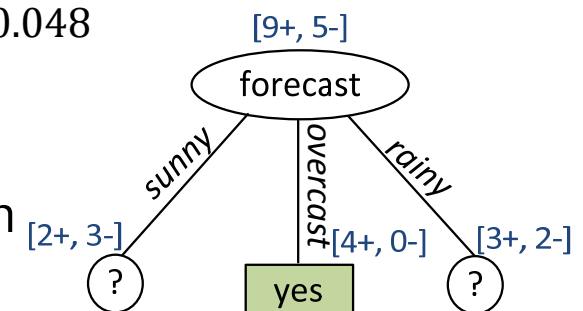 0.048
[9+, 5-]
forecast
sunny
overcast
rainy
n
[2+, 3-]
[4+, 0-]
[3+, 2-]
?
yes
?